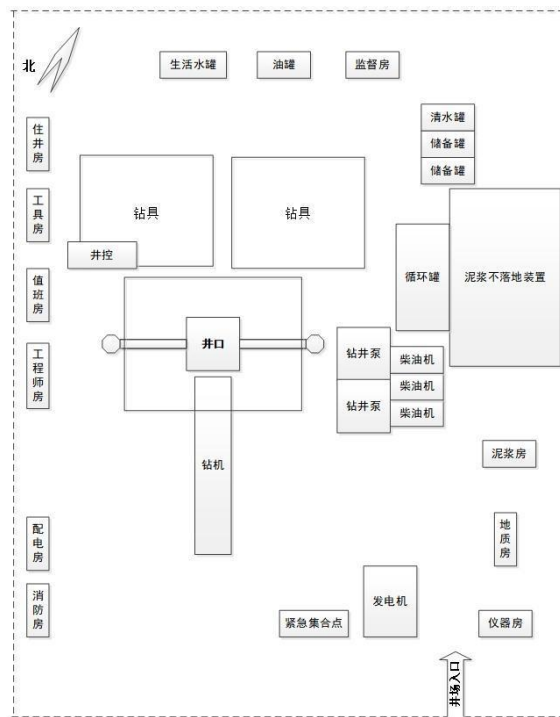 北
生活水罐
油罐
监督房
清水罐
储备罐
储备罐
住井房
工具房
钻具
钻具
井控
值班房
循环罐
泥浆不落地装置
井口
钻井泵
柴油机
柴油机
钻井泵
柴油机
工程师房
钻机
泥浆房
配电房
地质房
消防房
紧急集合点
发电机
仪器房
井场入口